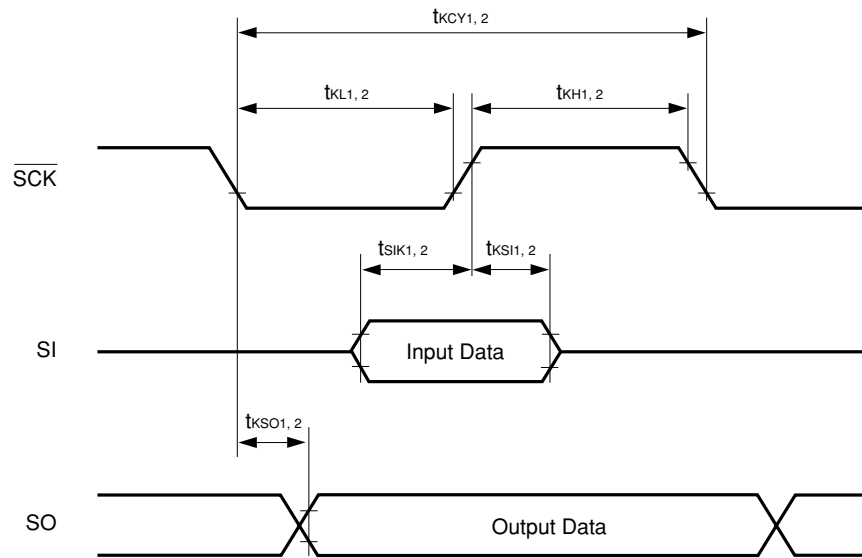 tKCY1, 2
tKL1, 2
tKH1, 2
SCK
tSIK1, 2
tKSI1, 2
SI
Input Data
tKSO1, 2
SO
Output Data